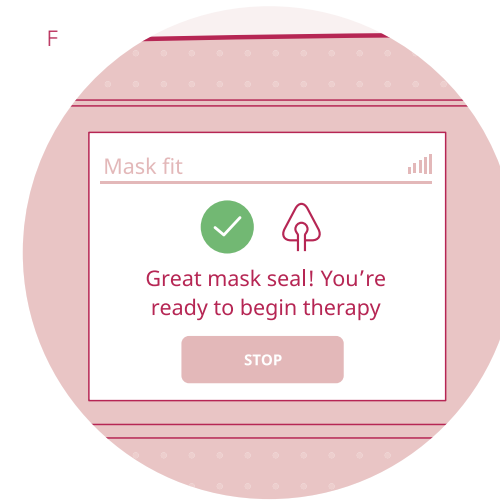 F
Mask fit
Great mask seal! You’re
ready to begin therapy
STOP